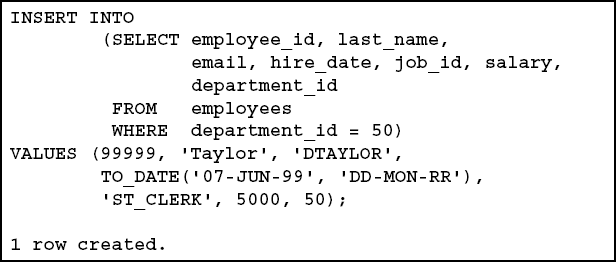 INSERT INTO
        (SELECT employee_id, last_name,
                email, hire_date, job_id, salary,
                department_id
         FROM   employees
         WHERE  department_id = 50)
VALUES (99999, 'Taylor', 'DTAYLOR',
        TO_DATE('07-JUN-99', 'DD-MON-RR'),
        'ST_CLERK', 5000, 50);
1 row created.